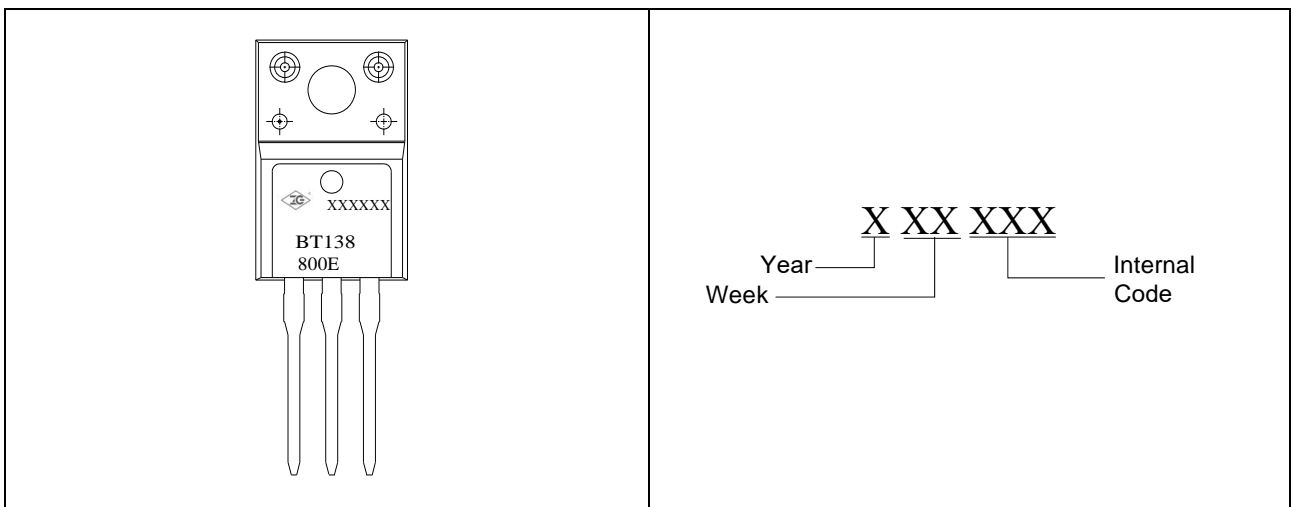 XXXXXX
BT138
800E
X XX XXX
Year
Week
Internal
Code